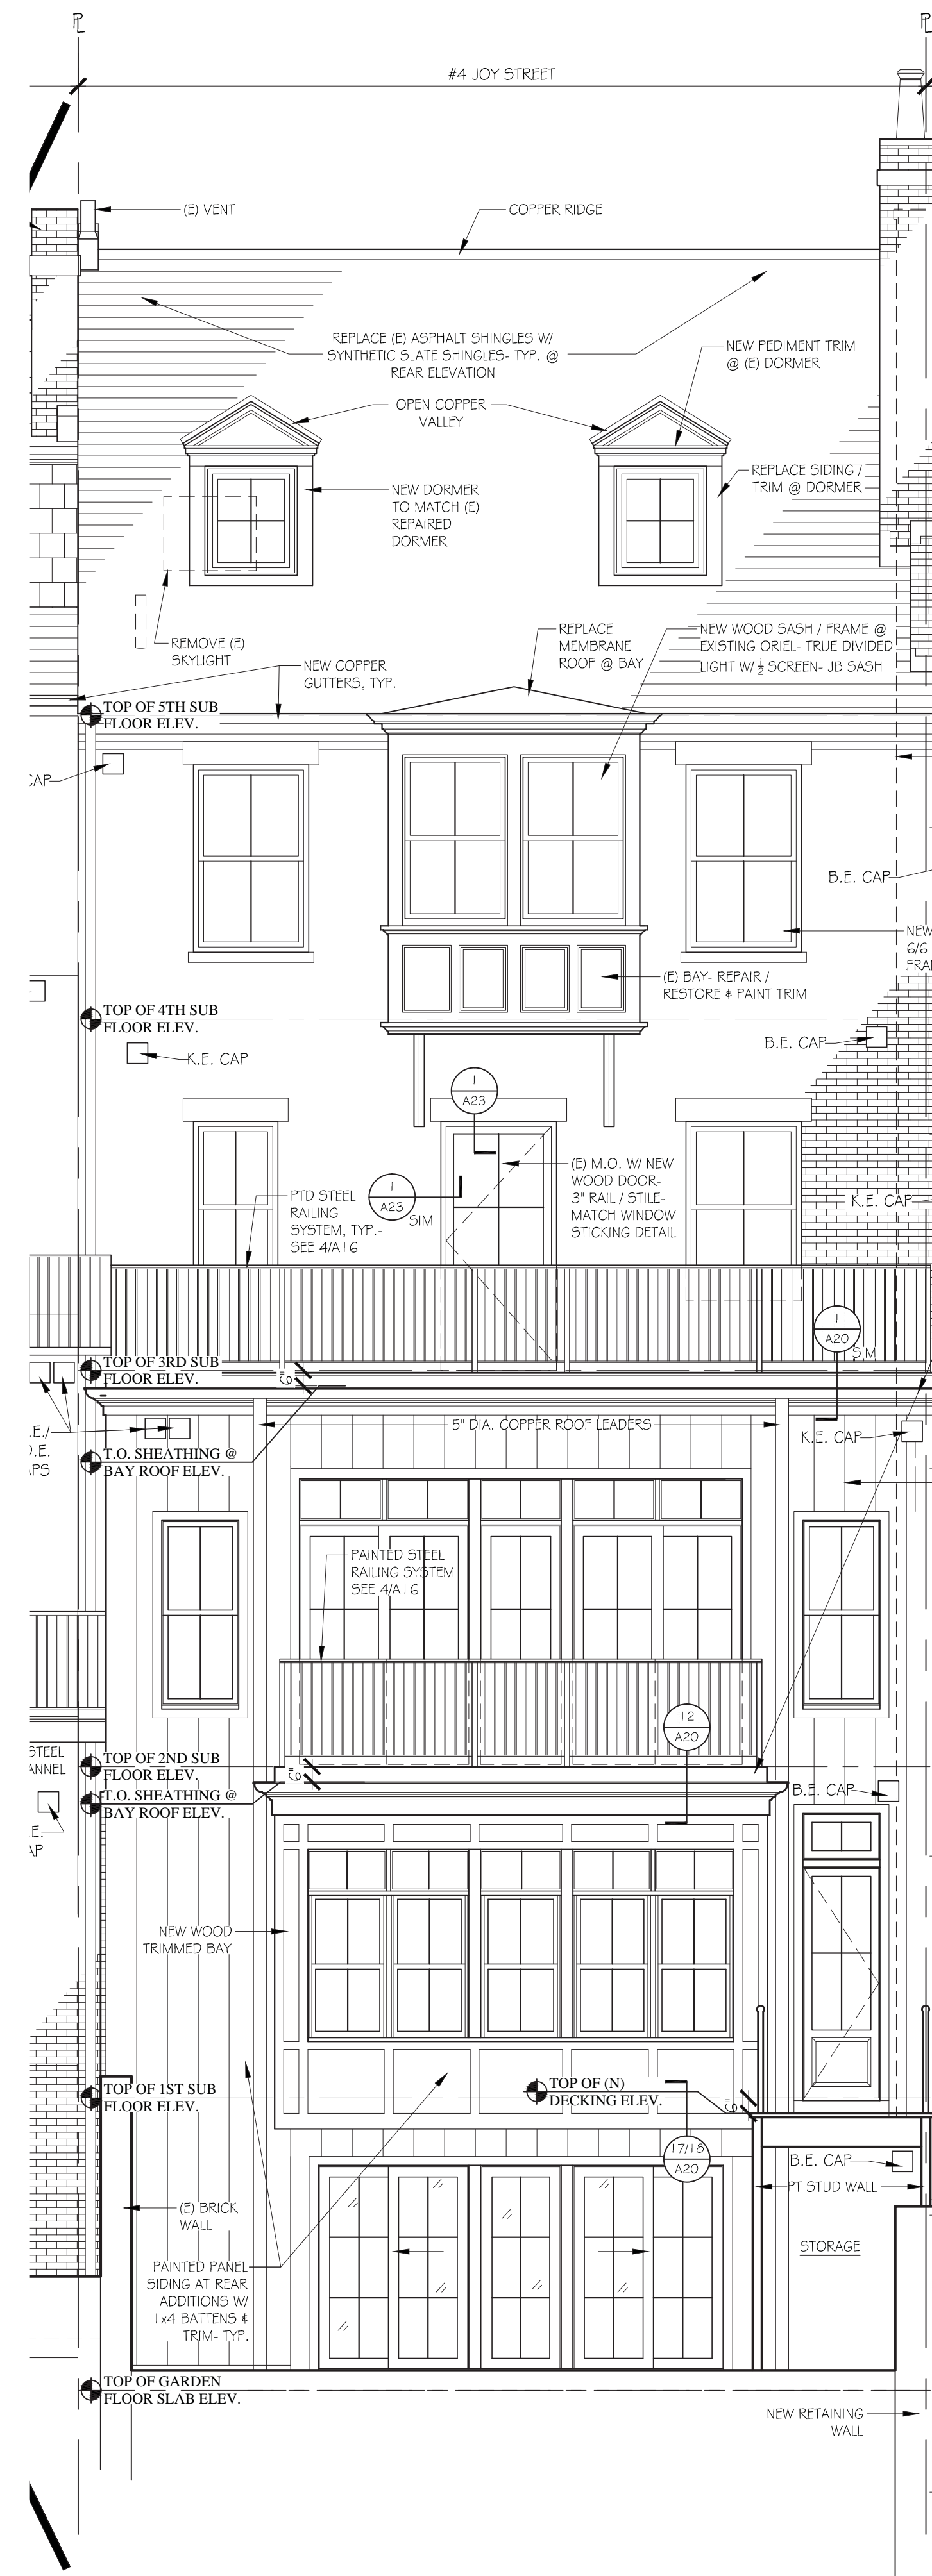 PL
PL
#4 JOY STREET
(E) VENT
COPPER RIDGE
REPLACE (E) ASPHALT SHINGLES W/
SYNTHETIC SLATE SHINGLES- TYP. @
REAR ELEVATION
NEW PEDIMENT TRIM
@ (E) DORMER
OPEN COPPER
VALLEY
REPLACE SIDING /
TRIM @ DORMER
NEW DORMER
TO MATCH (E)
REPAIRED
DORMER
REMOVE (E)
SKYLIGHT
REPLACE
MEMBRANE
ROOF @ BAY
NEW WOOD SASH / FRAME @
EXISTING ORIEL- TRUE DIVIDED
LIGHT W/ ½ SCREEN- JB SASH
NEW COPPER
GUTTERS, TYP.
TOP OF 5TH SUB
FLOOR ELEV.
CAP
B.E. CAP
NEW
6/6
FRA
(E) BAY- REPAIR /
RESTORE & PAINT TRIM
TOP OF 4TH SUB
FLOOR ELEV.
K.E. CAP
B.E. CAP
1
A23
1
A23
SIM
(E) M.O. W/ NEW
WOOD DOOR-
3" RAIL / STILE-
MATCH WINDOW
STICKING DETAIL
PTD STEEL
RAILING
SYSTEM, TYP.-
SEE 4/A16
K.E. CAP
1
A20
SIM
TOP OF 3RD SUB
FLOOR ELEV.
6"
5" DIA. COPPER ROOF LEADERS
K.E. CAP
.E./
D.E.
APS
T.O. SHEATHING @
BAY ROOF ELEV.
PAINTED STEEL
RAILING SYSTEM
SEE 4/A16
12
A20
STEEL
ANNEL
TOP OF 2ND SUB
FLOOR ELEV.
6"
T.O. SHEATHING @
BAY ROOF ELEV.
B.E. CAP
E.
AP
NEW WOOD
TRIMMED BAY
TOP OF 1ST SUB
FLOOR ELEV.
TOP OF (N)
DECKING ELEV.
6"
17/18
A20
B.E. CAP
PT STUD WALL
(E) BRICK
WALL
STORAGE
PAINTED PANEL
SIDING AT REAR
ADDITIONS W/
1x4 BATTENS &
TRIM- TYP.
TOP OF GARDEN
FLOOR SLAB ELEV.
NEW RETAINING
WALL